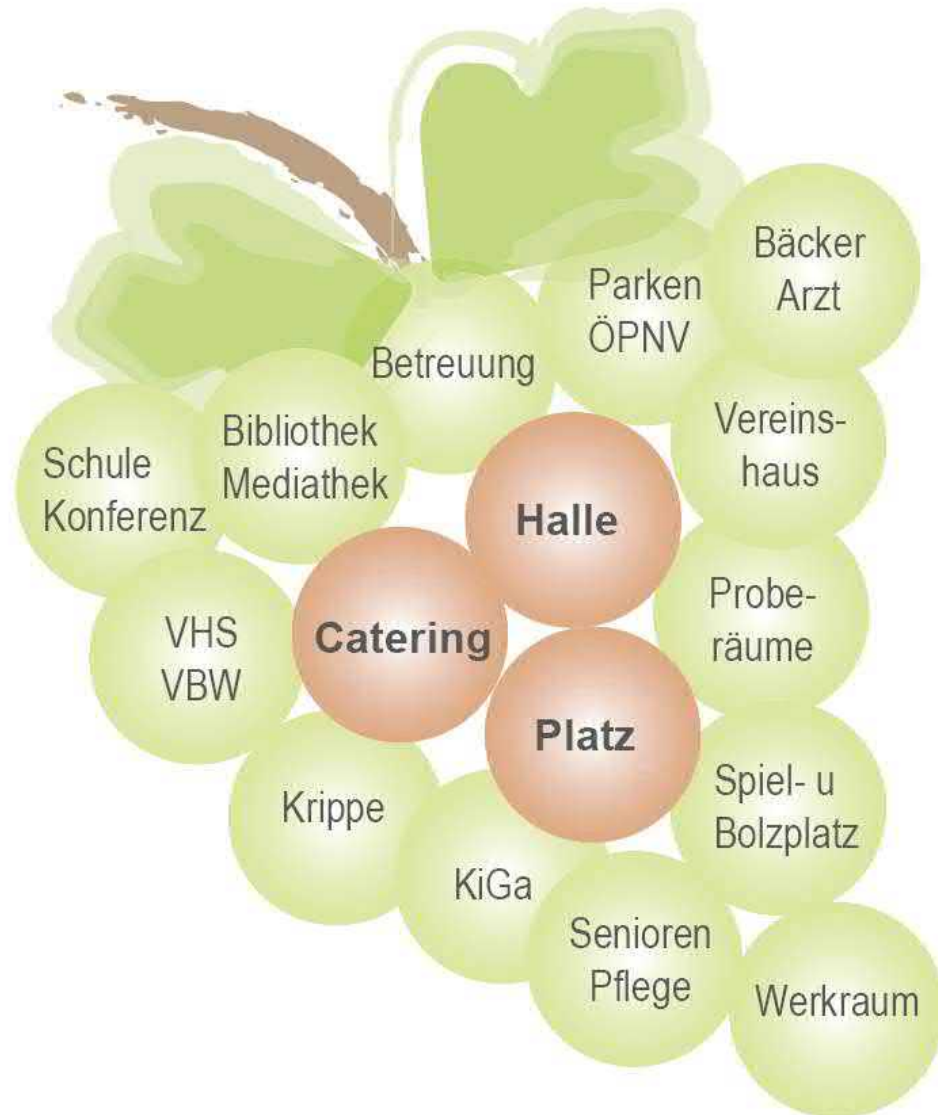 Bäcker
Arzt
Parken
ÖPNV
Betreuung
Vereins-
haus
Bibliothek
Mediathek
Schule
Konferenz
Halle
Catering
Probe-
räume
VHS
VBW
Platz
Spiel- u
Bolzplatz
Krippe
KiGa
Senioren
Pflege
Werkraum